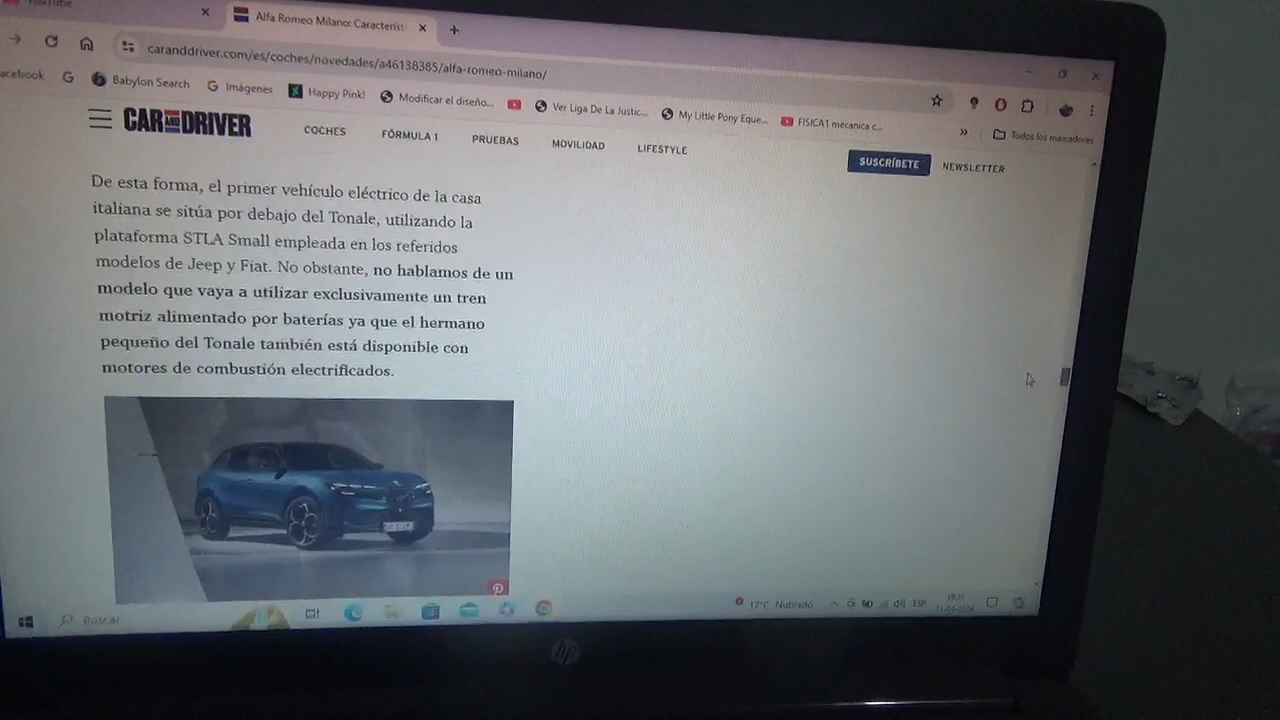 YouTube
Alfa Romeo Milano: Caracterist
caranddriver.com/es/coches/novedades/a46138385/alfa-romeo-milano/
acebook
Babylon Search
Imágenes
Happy Pink!
Modificar el diseño...
Ver Liga De La Justic...
My Little Pony Eque...
FISICA1 mecanica c...
»
Todos los marcadores
CAR AND DRIVER
COCHES
FÓRMULA 1
PRUEBAS
MOVILIDAD
LIFESTYLE
SUSCRÍBETE
NEWSLETTER
De esta forma, el primer vehículo eléctrico de la casa
italiana se sitúa por debajo del Tonale, utilizando la
plataforma STLA Small empleada en los referidos
modelos de Jeep y Fiat. No obstante, no hablamos de un
modelo que vaya a utilizar exclusivamente un tren
motriz alimentado por baterías ya que el hermano
pequeño del Tonale también está disponible con
motores de combustión electrificados.
Buscar
17°C Nublado
ESP
hp